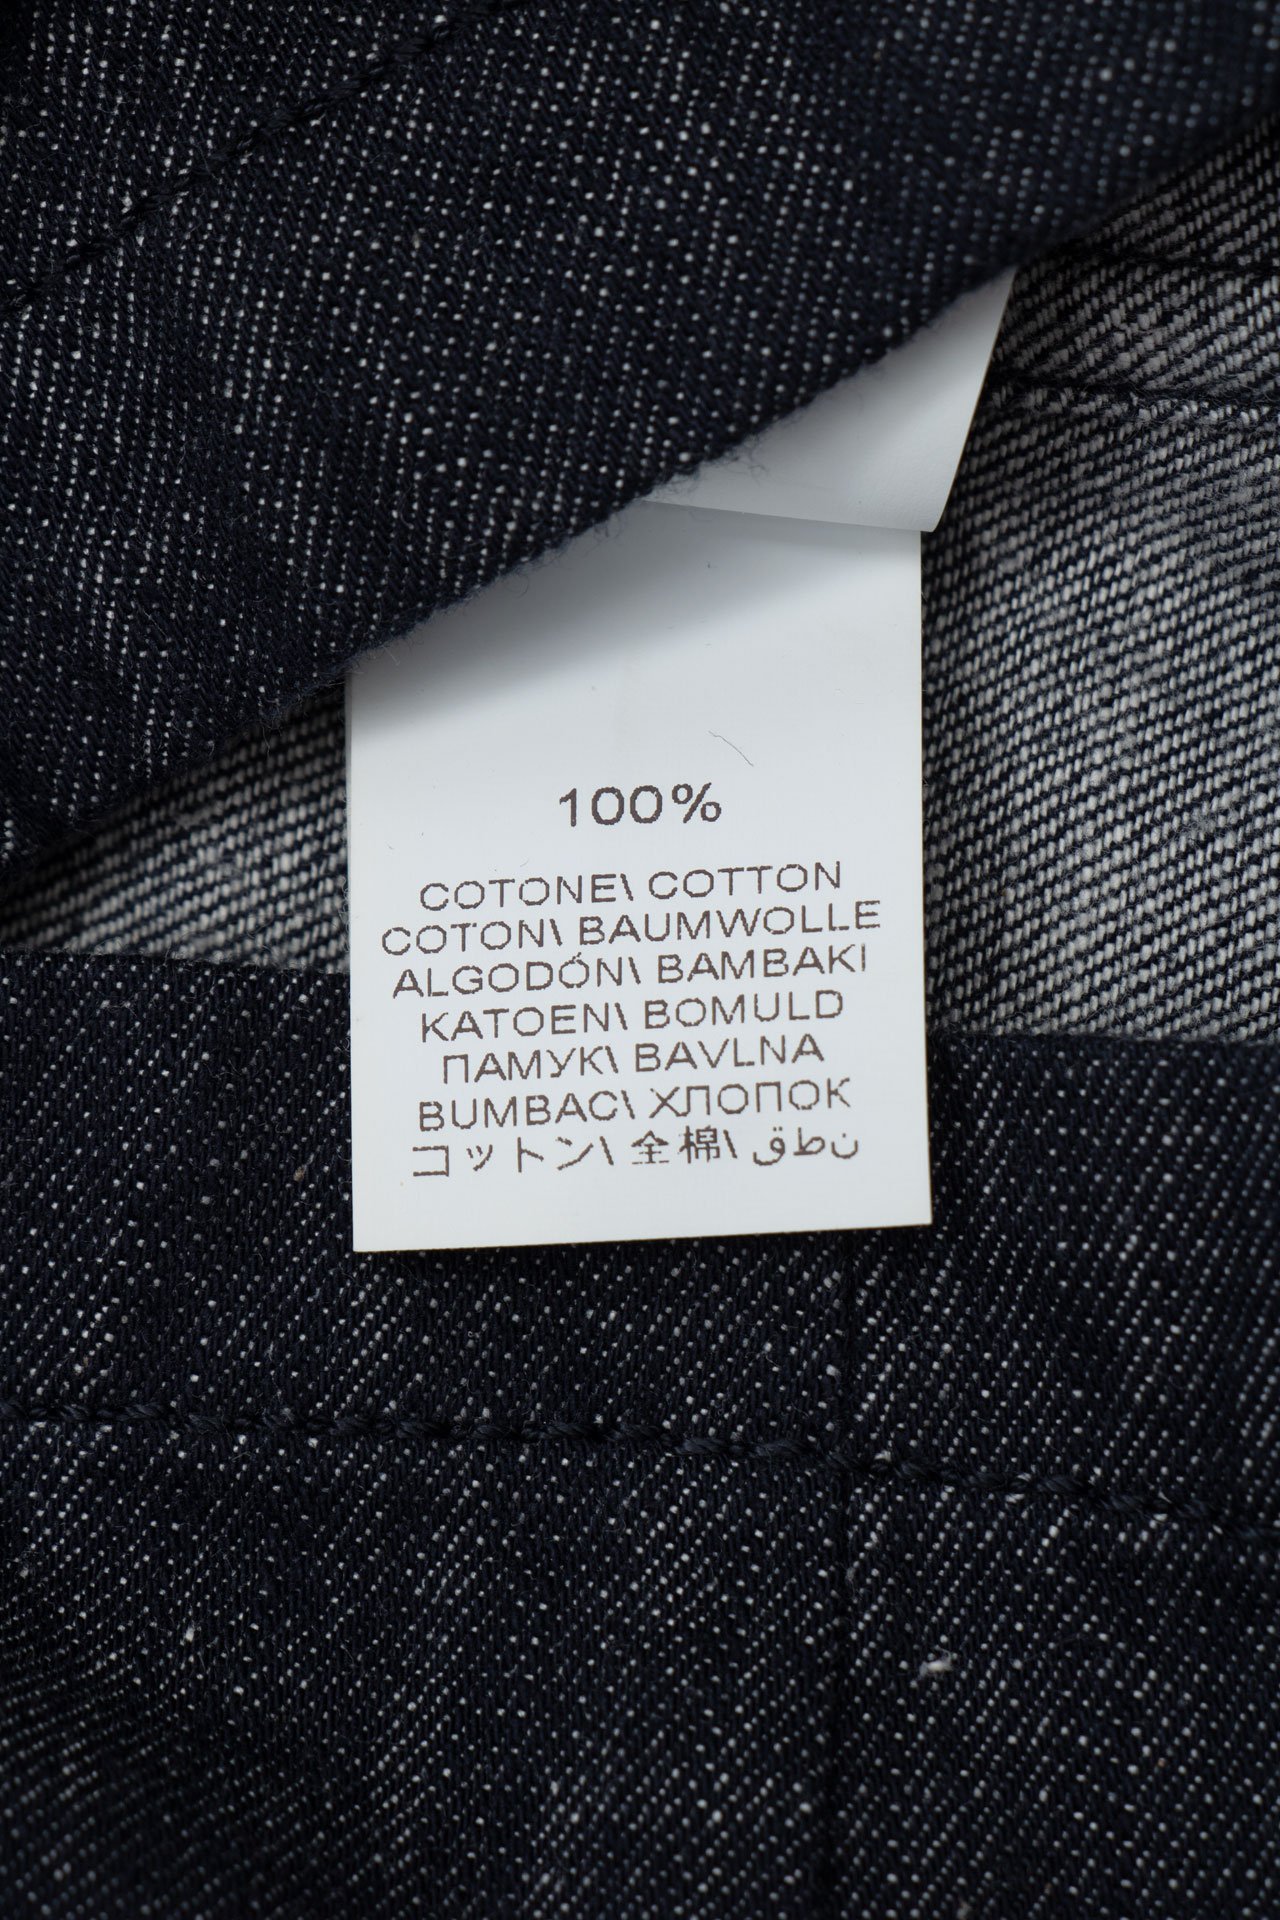 100%
COTONE\ COTTON
COTON\ BAUMWOLLE
ALGODÓN\ BAMBAKI
KATOEN\ BOMULD
ПАМУК\ BAVLNA
BUMBAC\ ХЛОПОК
コットン\ 全棉\ ن ط ق